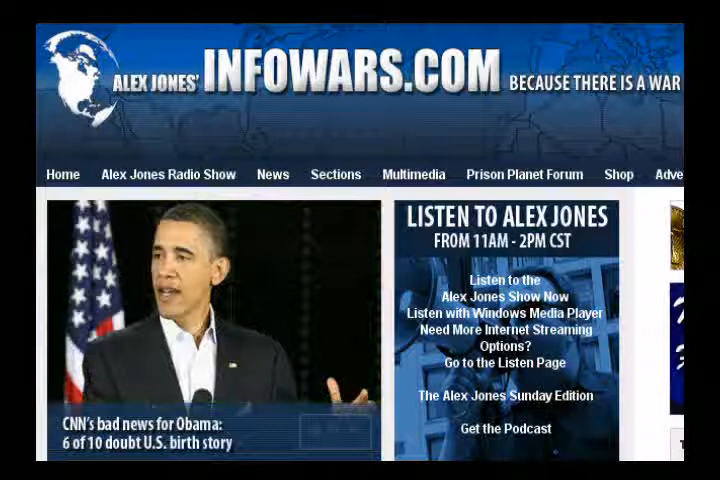 ALEX JONES' INFOWARS.COM BECAUSE THERE IS A WAR
Home Alex Jones Radio Show News Sections Multimedia Prison Planet Forum Shop Adve
LISTEN TO ALEX JONES
FROM 11AM - 2PM CST
Listen to the
Alex Jones Show Now
Listen with Windows Media Player
Need More Internet Streaming
Options?
Go to the Listen Page
The Alex Jones Sunday Edition
Get the Podcast
CNN's bad news for Obama:
6 of 10 doubt U.S. birth story